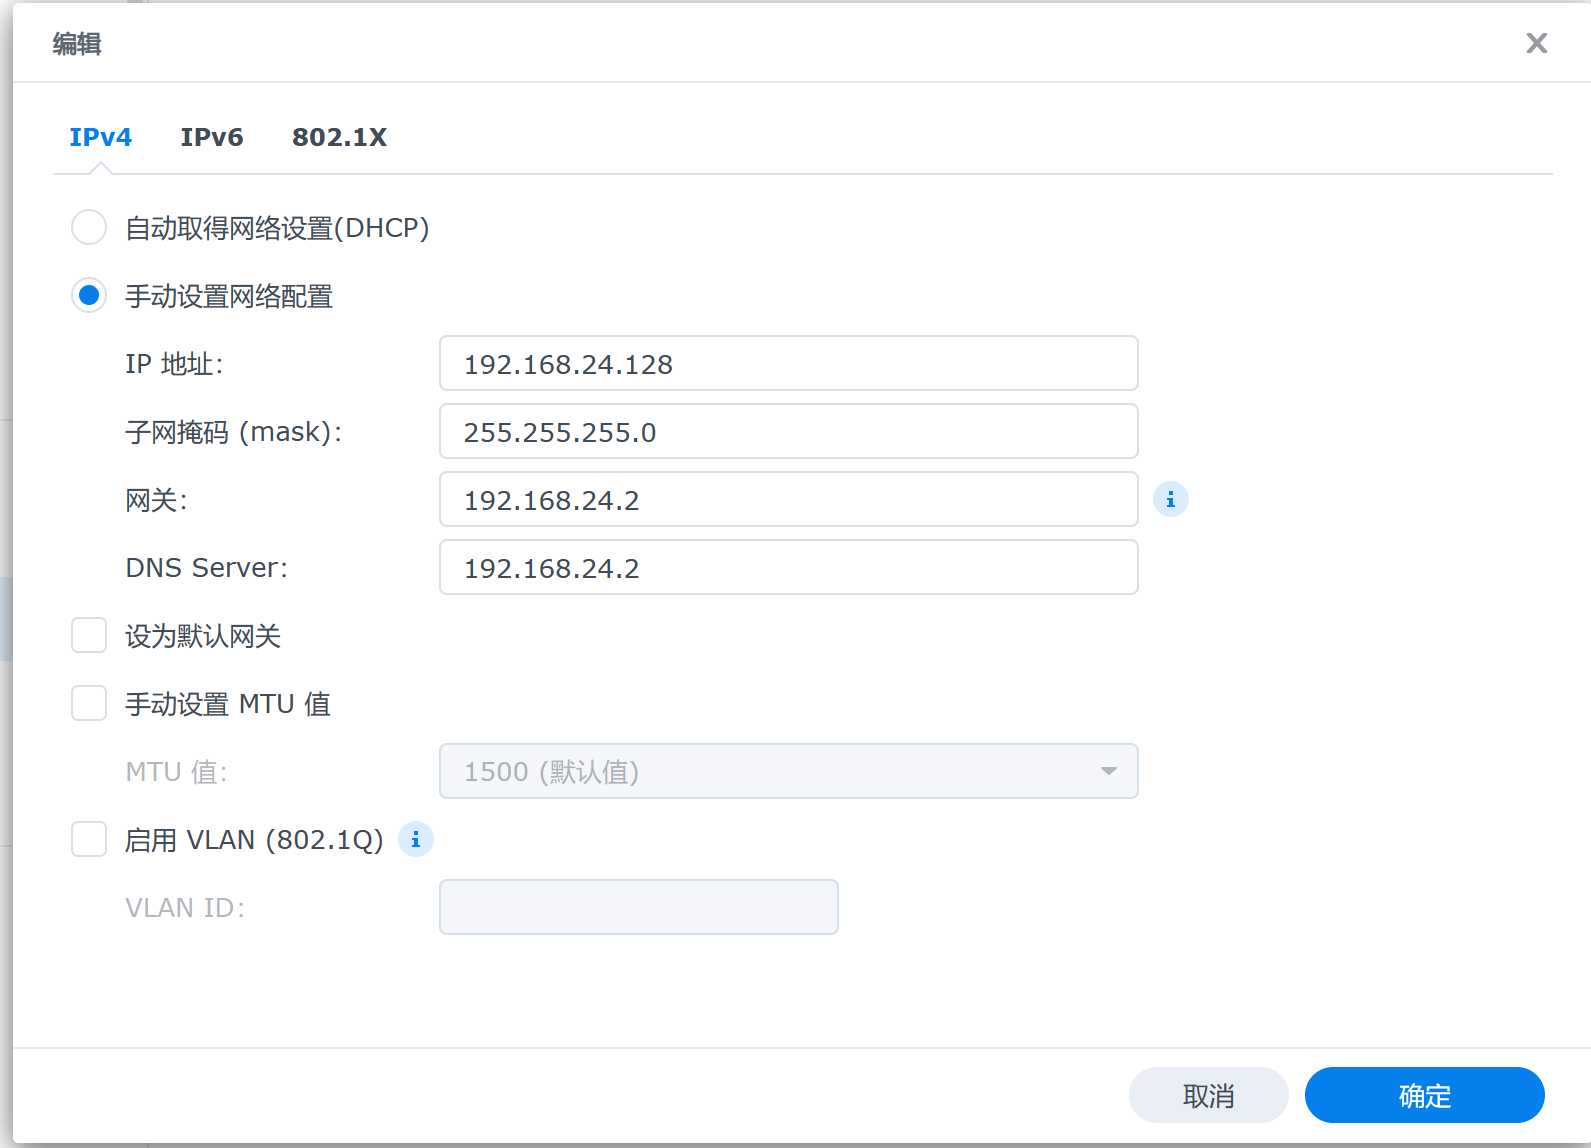 编辑
IPv4 IPv6 802.1X
自动取得网络设置(DHCP)
手动设置网络配置
IP 地址: 192.168.24.128
子网掩码 (mask): 255.255.255.0
网关: 192.168.24.2
DNS Server: 192.168.24.2
设为默认网关
手动设置 MTU 值
MTU 值: 1500 (默认值)
启用 VLAN (802.1Q)
VLAN ID:
取消 确定